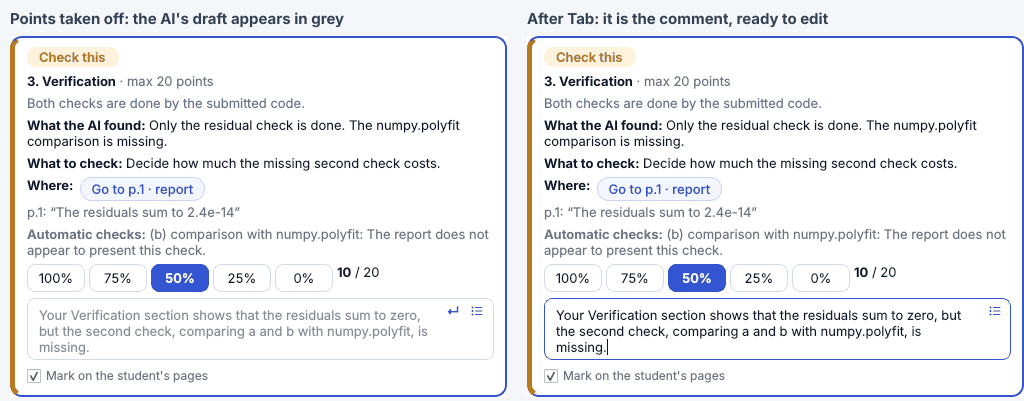 Points taken off: the AI's draft appears in grey
Check this
3. Verification · max 20 points
Both checks are done by the submitted code.
What the AI found: Only the residual check is done. The numpy.polyfit
comparison is missing.
What to check: Decide how much the missing second check costs.
Where: Go to p.1 · report
p.1: “The residuals sum to 2.4e-14”
Automatic checks: (b) comparison with numpy.polyfit: The report does not
appear to present this check.
100% 75% 50% 25% 0% 10 / 20
Your Verification section shows that the residuals sum to zero,
but the second check, comparing a and b with numpy.polyfit, is
missing.
Mark on the student's pages
After Tab: it is the comment, ready to edit
Check this
3. Verification · max 20 points
Both checks are done by the submitted code.
What the AI found: Only the residual check is done. The numpy.polyfit
comparison is missing.
What to check: Decide how much the missing second check costs.
Where: Go to p.1 · report
p.1: “The residuals sum to 2.4e-14”
Automatic checks: (b) comparison with numpy.polyfit: The report does not
appear to present this check.
100% 75% 50% 25% 0% 10 / 20
Your Verification section shows that the residuals sum to zero, but
the second check, comparing a and b with numpy.polyfit, is
missing.
Mark on the student's pages